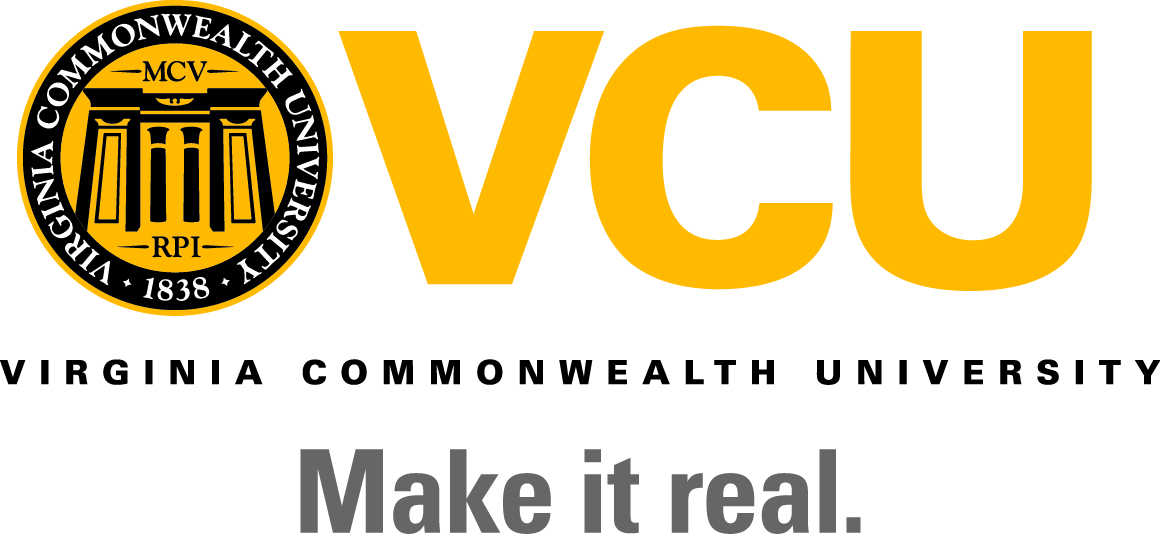 VIRGINIA COMMONWEALTH UNIVERSITY
MCV
RPI
· 1838 ·
VCU
VIRGINIA COMMONWEALTH UNIVERSITY
Make it real.